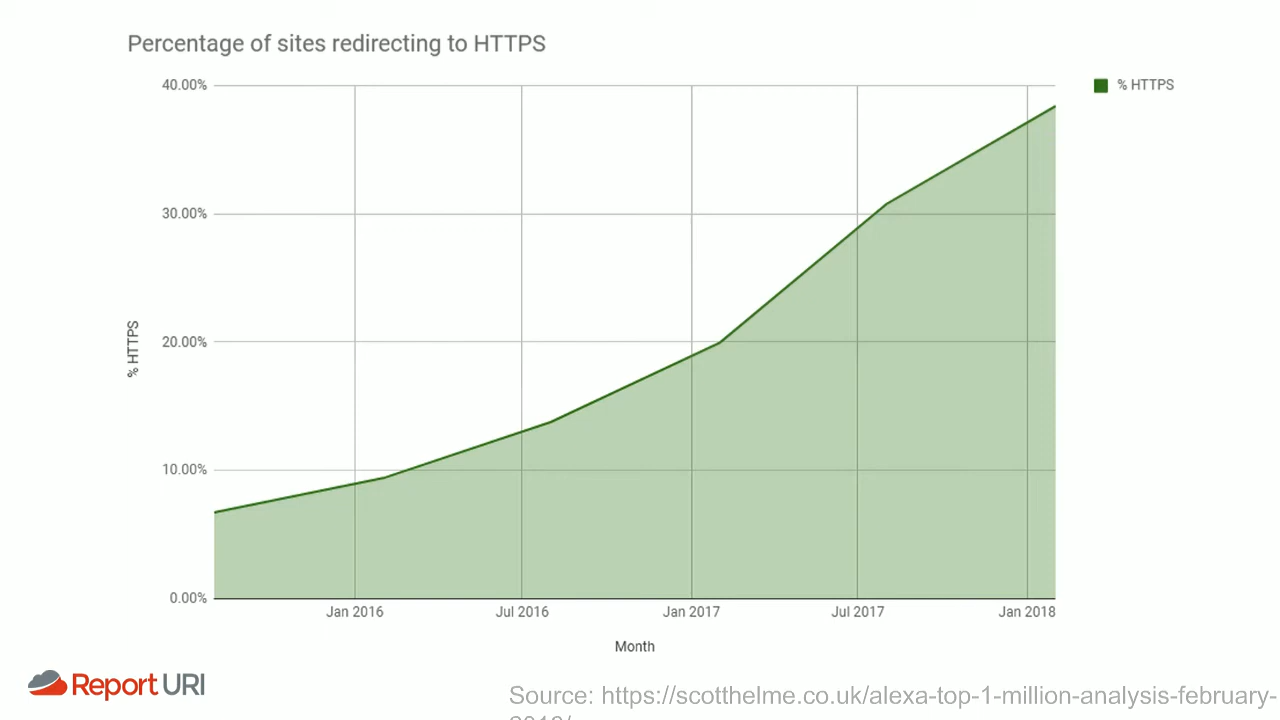 Percentage of sites redirecting to HTTPS
40.00%
% HTTPS
30.00%
20.00%
10.00%
0.00%
% HTTPS
Jan 2016 Jul 2016 Jan 2017 Jul 2017 Jan 2018
Month
Report URI
Source: https://scotthelme.co.uk/alexa-top-1-million-analysis-february-